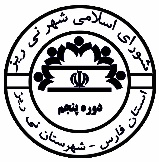 شورای اسلامی شهر نی ریز
دوره پنجم
استان فارس - شهرستان نی ریز